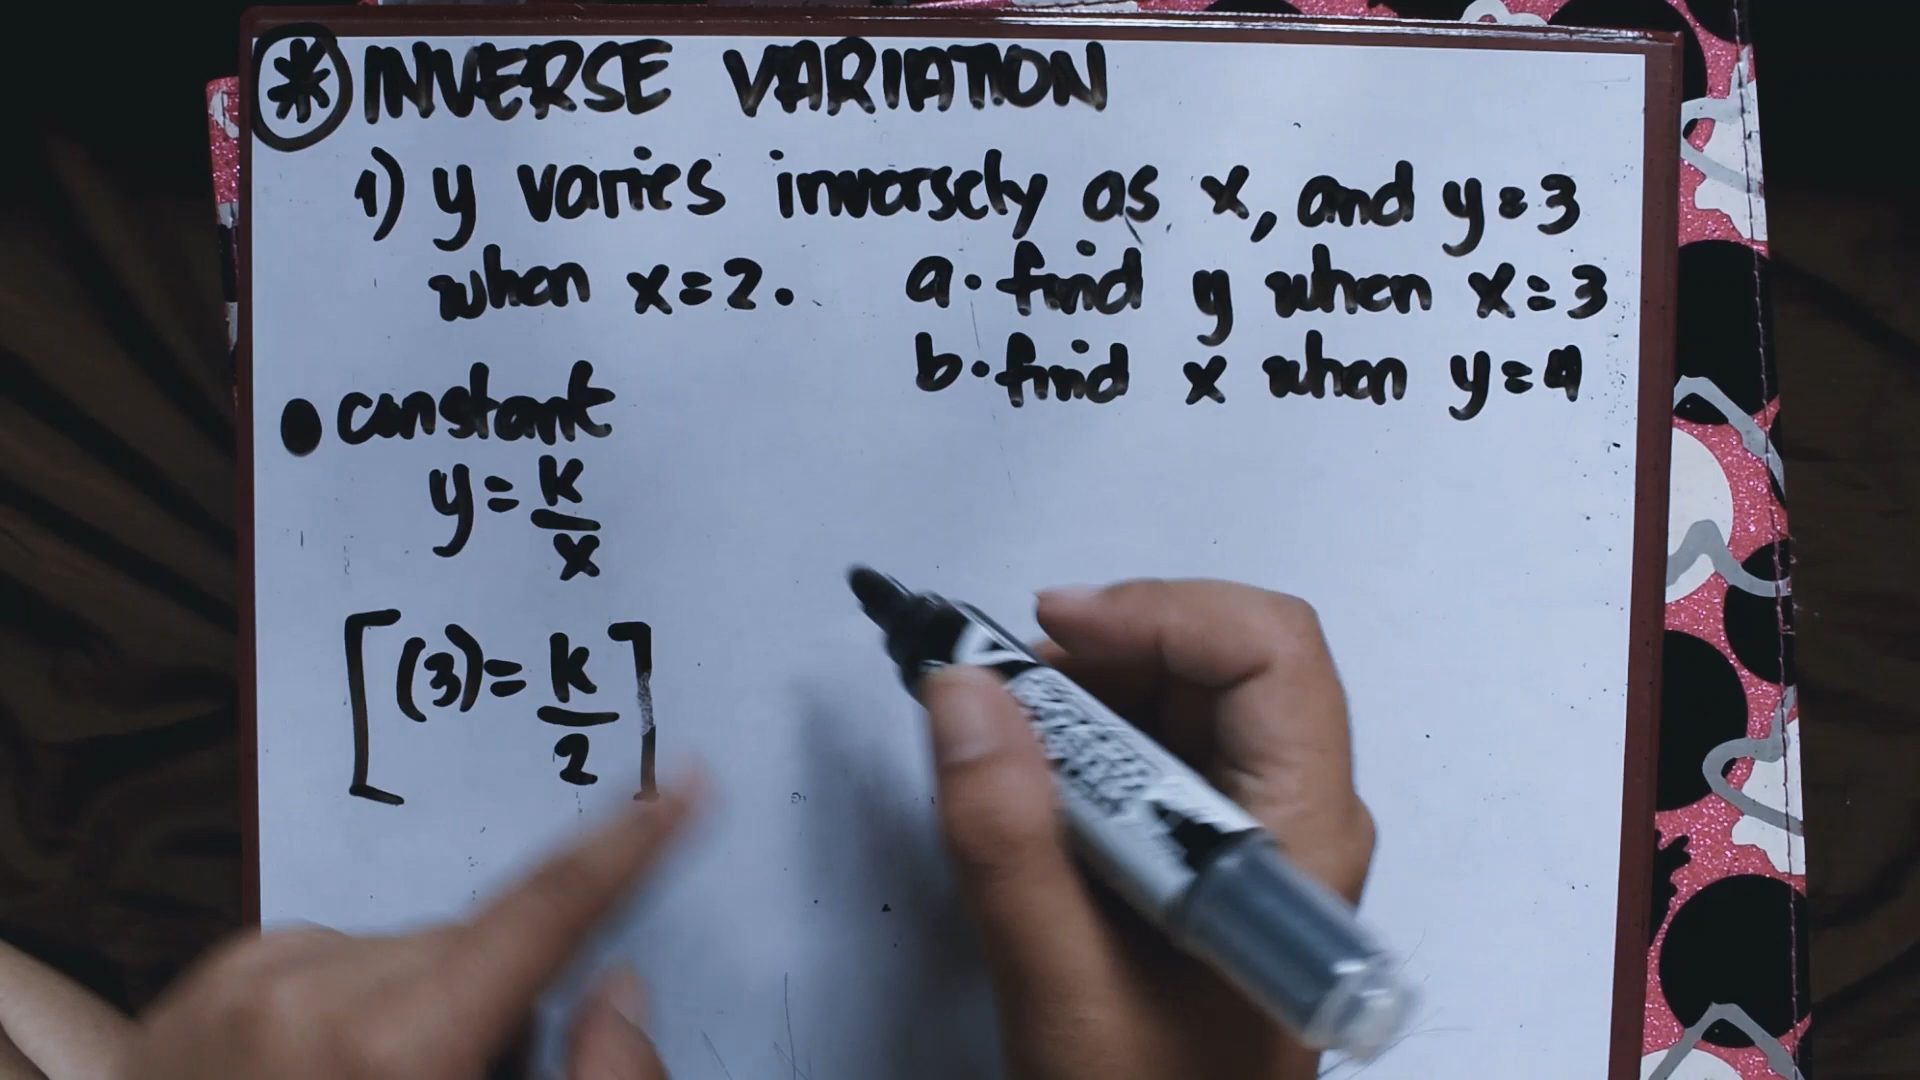 * INVERSE VARIATION
1) y varies inversely as x, and y=3
when x=2. a. find y when x=3
b. find x when y=4
• constant
y = k/x
[(3) = k/2]